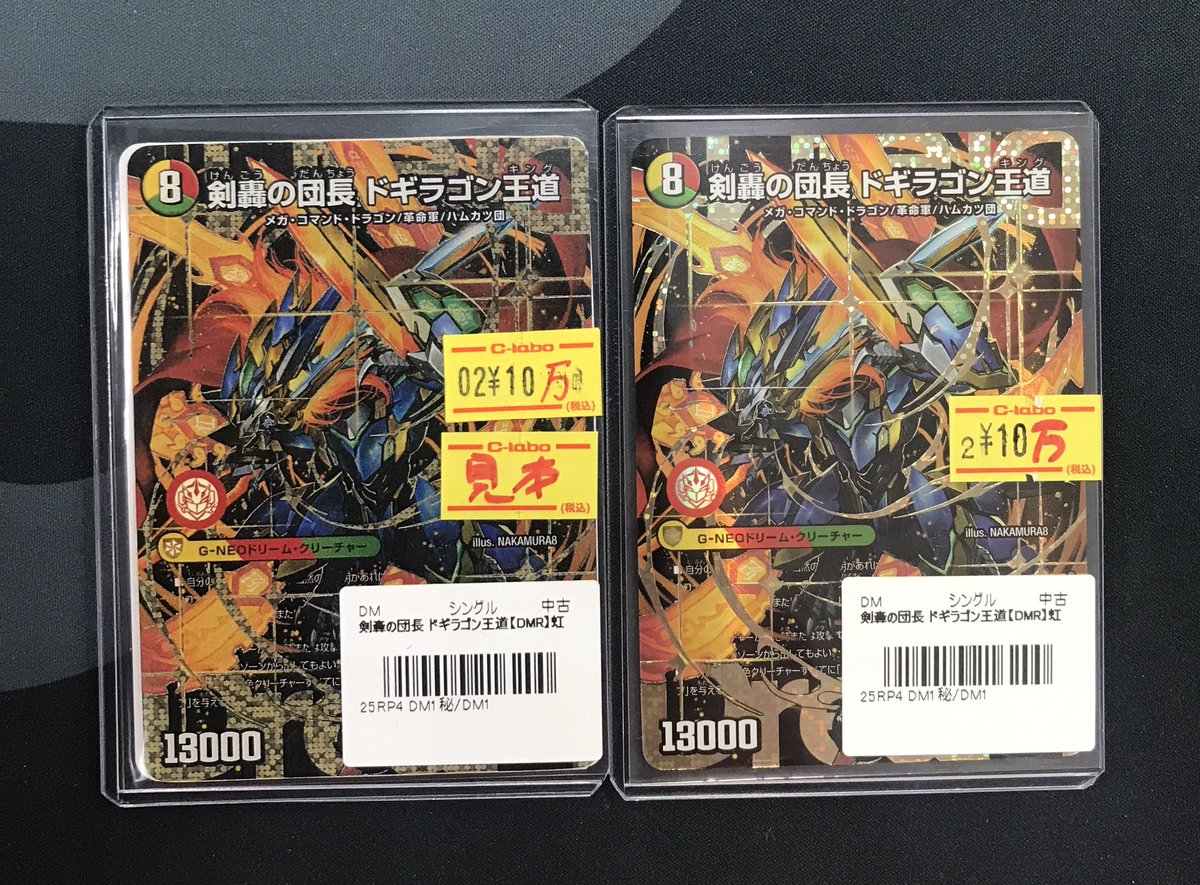 8
けんごう だんちょう キング
剣轟の団長 ドギラゴン王道
メガ・コマンド・ドラゴン/革命軍/ハムカツ団
C-labo
02¥10万
(税込)
C-labo
見本
(税込)
illus. NAKAMURA8
G-NEOドリーム・クリーチャー
DM シングル 中古
剣轟の団長 ドギラゴン王道【DMR】虹
25RP4 DM1秘/DM1
13000
8
けんごう だんちょう キング
剣轟の団長 ドギラゴン王道
メガ・コマンド・ドラゴン/革命軍/ハムカツ団
C-labo
2¥10万
(税込)
illus. NAKAMURA8
G-NEOドリーム・クリーチャー
DM シングル 中古
剣轟の団長 ドギラゴン王道【DMR】虹
25RP4 DM1秘/DM1
13000